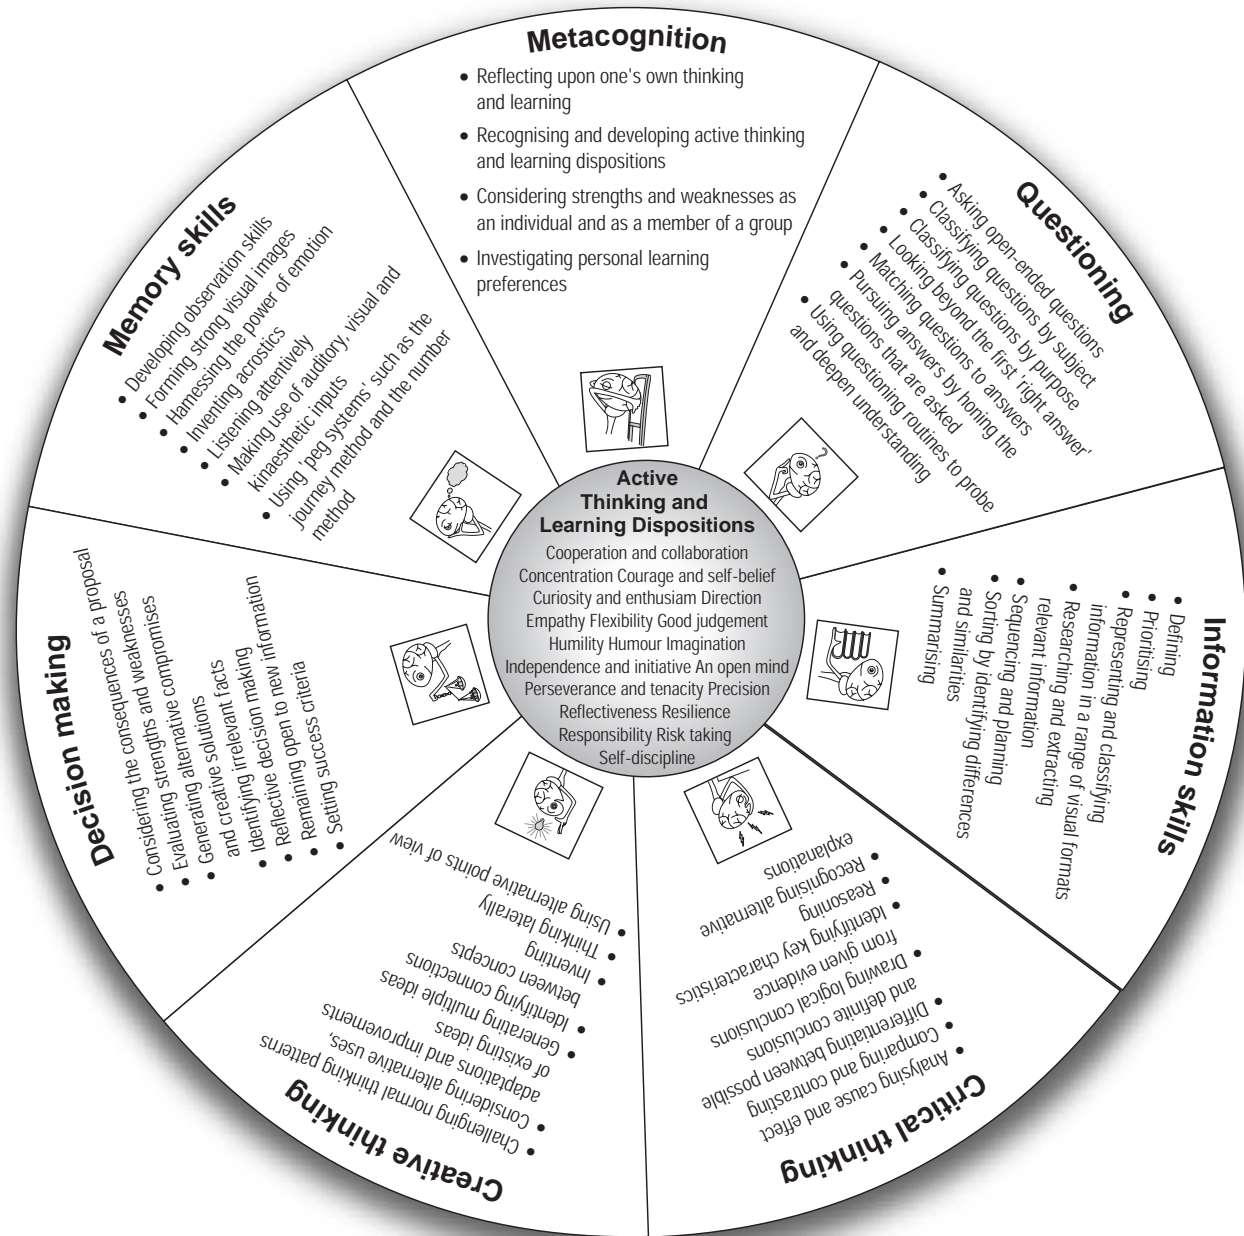 Metacognition
• Reflecting upon one's own thinking
and learning
• Recognising and developing active thinking
and learning dispositions
• Considering strengths and weaknesses as
an individual and as a member of a group
• Investigating personal learning
preferences
Questioning
• Asking open-ended questions
• Classifying questions by subject
• Classifying questions by purpose
• Looking beyond the first 'right answer'
• Matching questions to answers
• Pursuing answers by honing the
questions that are asked
• Using questioning routines to probe
and deepen understanding
?
Information skills
• Defining
• Prioritising
• Representing and classifying
information in a range of visual formats
• Researching and extracting
relevant information
• Sequencing and planning
• Sorting by identifying differences
and similarities
• Summarising
Critical thinking
• Analysing cause and effect
• Comparing and contrasting
• Differentiating between possible
and definite conclusions
• Drawing logical conclusions
from given evidence
• Identifying key characteristics
• Reasoning
• Recognising alternative
explanations
Creative thinking
• Challenging normal thinking patterns
• Considering alternative uses,
adaptations and improvements
of existing ideas
• Generating multiple ideas
• Identifying connections
between concepts
• Inventing
• Thinking laterally
• Using alternative points of view
Decision making
• Considering the consequences of a proposal
• Evaluating strengths and weaknesses
• Generating alternative compromises
and creative solutions
• Identifying irrelevant facts
• Reflective decision making
• Remaining open to new information
• Setting success criteria
Memory skills
• Developing observation skills
• Forming strong visual images
• Harnessing the power of emotion
• Inventing acrostics
• Listening attentively
• Making use of auditory, visual and
kinaesthetic inputs
• Using 'peg systems' such as the
journey method and the number
method
Active
Thinking and
Learning Dispositions
Cooperation and collaboration
Concentration Courage and self-belief
Curiosity and enthusiam Direction
Empathy Flexibility Good judgement
Humility Humour Imagination
Independence and initiative An open mind
Perseverance and tenacity Precision
Reflectiveness Resilience
Responsibility Risk taking
Self-discipline